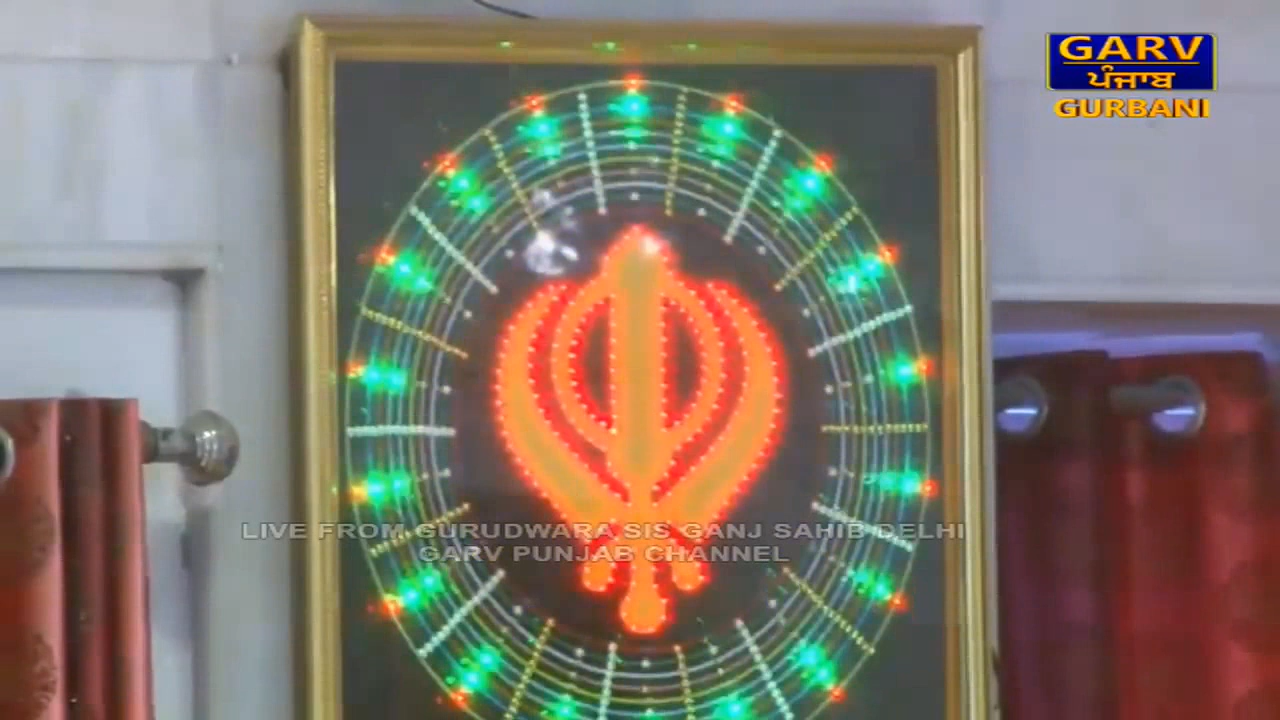 GARV
ਪੰਜਾਬ
GURBANI
LIVE FROM GURUDWARA SIS GANJ SAHIB DELHI
GARV PUNJAB CHANNEL